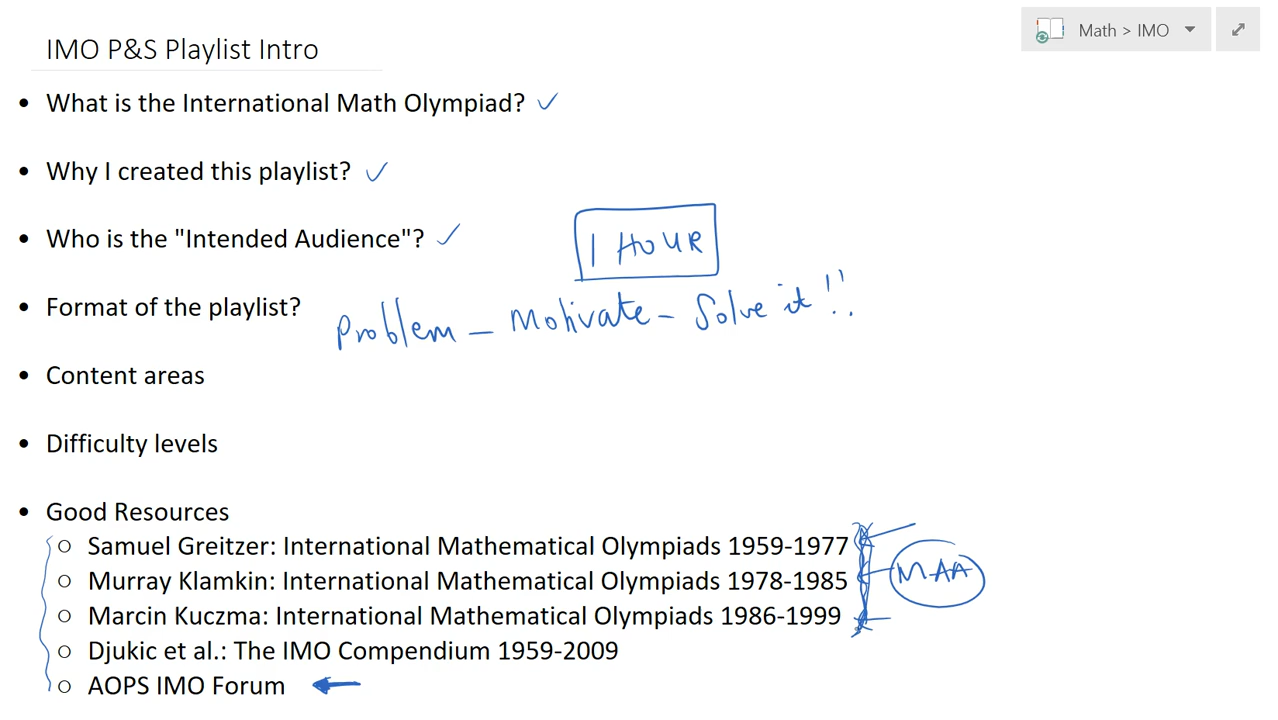 Math > IMO
IMO P&S Playlist Intro
• What is the International Math Olympiad? ✓
• Why I created this playlist? ✓
• Who is the "Intended Audience"? ✓
1 HOUR
• Format of the playlist?
Problem - Motivate - Solve it!!
• Content areas
• Difficulty levels
• Good Resources
○ Samuel Greitzer: International Mathematical Olympiads 1959-1977
○ Murray Klamkin: International Mathematical Olympiads 1978-1985
MAA
○ Marcin Kuczma: International Mathematical Olympiads 1986-1999
○ Djukic et al.: The IMO Compendium 1959-2009
○ AOPS IMO Forum